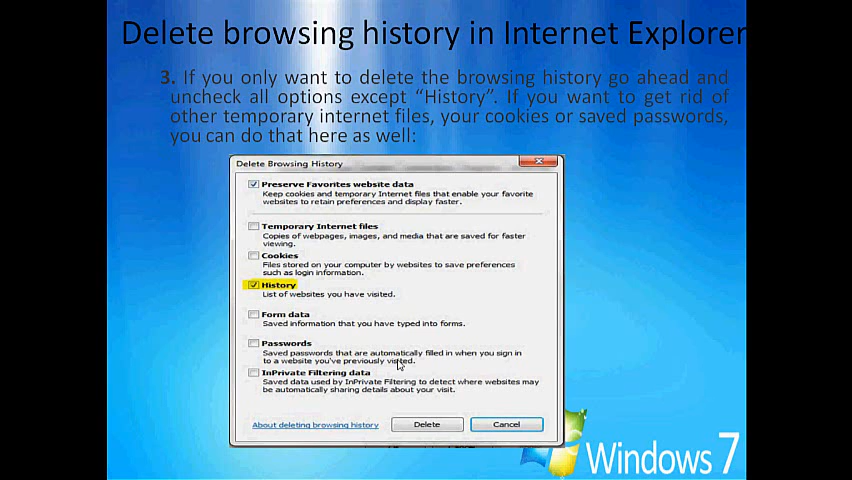 Delete browsing history in Internet Explorer
3. If you only want to delete the browsing history go ahead and
uncheck all options except “History”. If you want to get rid of
other temporary internet files, your cookies or saved passwords,
you can do that here as well:
Delete Browsing History
Preserve Favorites website data
Keep cookies and temporary Internet files that enable your favorite
websites to retain preferences and display faster.
Temporary Internet files
Copies of webpages, images, and media that are saved for faster
viewing.
Cookies
Files stored on your computer by websites to save preferences
such as login information.
History
List of websites you have visited.
Form data
Saved information that you have typed into forms.
Passwords
Saved passwords that are automatically filled in when you sign in
to a website you've previously visited.
InPrivate Filtering data
Saved data used by InPrivate Filtering to detect where websites may
be automatically sharing details about your visit.
About deleting browsing history
Delete
Cancel
Windows 7